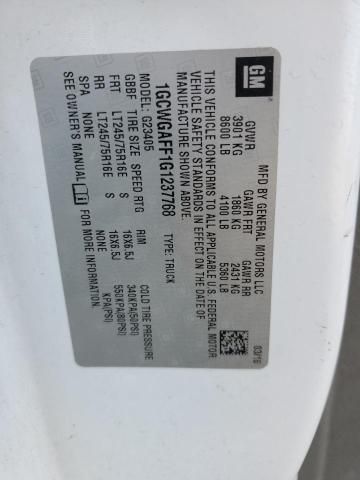 GM
MFD BY GENERAL MOTORS LLC
GVWR GAWR FRT GAWR RR
3901 KG 1860 KG 2431 KG
8600 LB 4100 LB 5360 LB
THIS VEHICLE CONFORMS TO ALL APPLICABLE U.S. FEDERAL MOTOR
VEHICLE SAFETY STANDARDS IN EFFECT ON THE DATE OF
MANUFACTURE SHOWN ABOVE.
03/16
1GCWGAFF1G1237768 TYPE: TRUCK
G23405
GBBF TIRE SIZE SPEED RTG RIM COLD TIRE PRESSURE
FRT LT245/75R16E S 16X6.5J 340KPA(50PSI)
RR LT245/75R16E S 16X6.5J 550KPA(80PSI)
SPA NONE NONE KPA(PSI)
SEE OWNER'S MANUAL